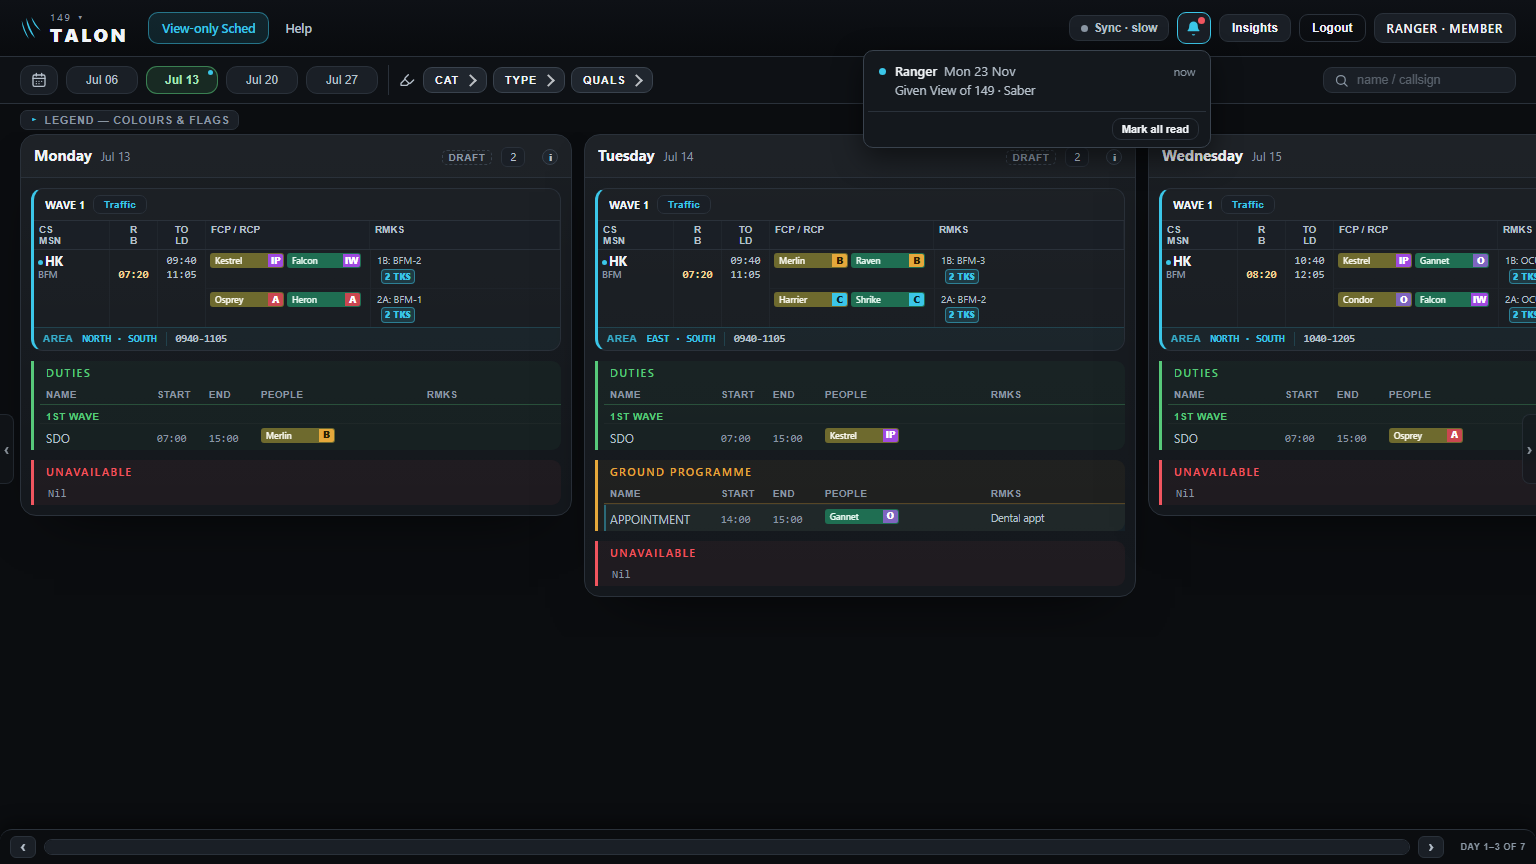 149
TALON
View-only Sched
Help
Sync · slow
Insights
Logout
RANGER · MEMBER
Jul 06
Jul 13
Jul 20
Jul 27
CAT
TYPE
QUALS
name / callsign
Ranger Mon 23 Nov now
Given View of 149 · Saber
Mark all read
LEGEND — COLOURS & FLAGS
Monday Jul 13 DRAFT 2 i
WAVE 1 Traffic
CS R TO FCP / RCP RMKS
MSN B LD
HK 09:40 Kestrel IP Falcon IW 1B: BFM-2
BFM 07:20 11:05 2 TKS
Osprey A Heron A 2A: BFM-1
2 TKS
AREA NORTH · SOUTH 0940-1105
DUTIES
NAME START END PEOPLE RMKS
1ST WAVE
SDO 07:00 15:00 Merlin B
UNAVAILABLE
Nil
Tuesday Jul 14 DRAFT 2 i
WAVE 1 Traffic
CS R TO FCP / RCP RMKS
MSN B LD
HK 09:40 Merlin B Raven B 1B: BFM-3
BFM 07:20 11:05 2 TKS
Harrier C Shrike C 2A: BFM-2
2 TKS
AREA EAST · SOUTH 0940-1105
DUTIES
NAME START END PEOPLE RMKS
1ST WAVE
SDO 07:00 15:00 Kestrel IP
GROUND PROGRAMME
NAME START END PEOPLE RMKS
APPOINTMENT 14:00 15:00 Gannet O Dental appt
UNAVAILABLE
Nil
Wednesday Jul 15
WAVE 1 Traffic
CS R TO FCP / RCP RMKS
MSN B LD
HK 10:40 Kestrel IP Gannet O 1B: OCU
BFM 08:20 12:05 2 TKS
Condor O Falcon IW 2A: OCU
2 TKS
AREA NORTH · SOUTH 1040-1205
DUTIES
NAME START END PEOPLE
1ST WAVE
SDO 07:00 15:00 Osprey A
UNAVAILABLE
Nil
DAY 1–3 OF 7